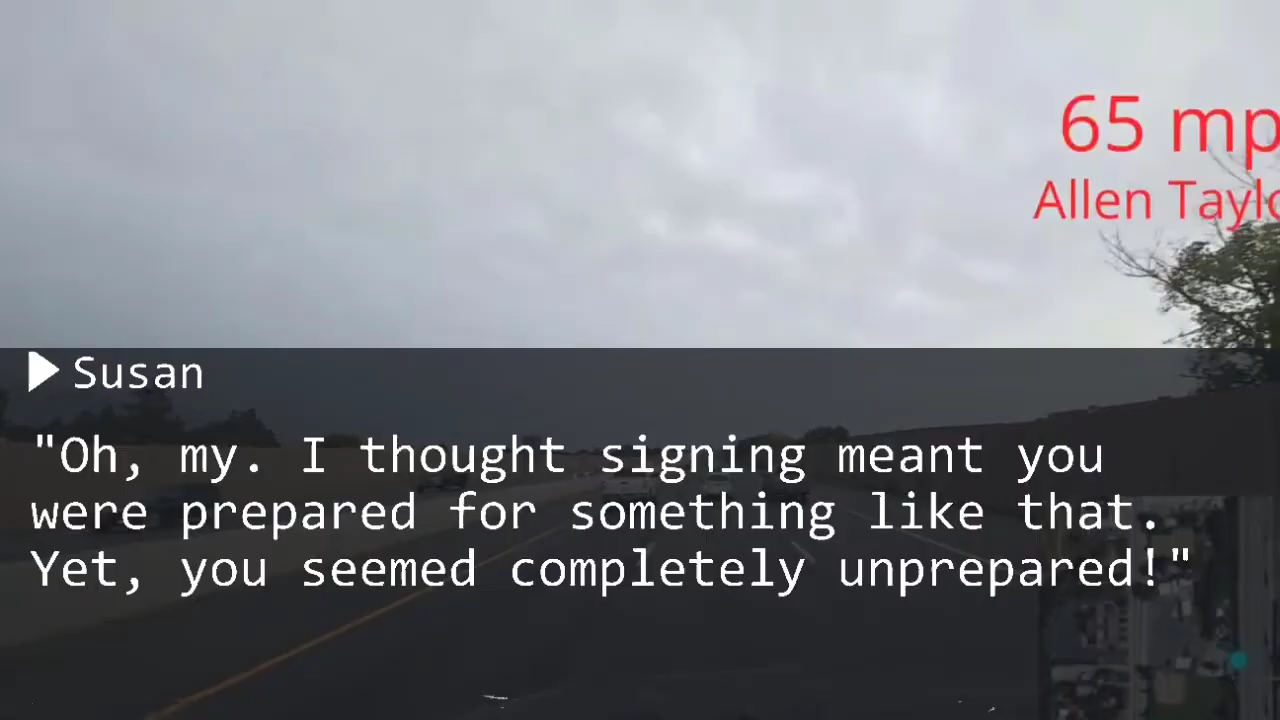 65 mp
Allen Taylo
Susan
"Oh, my. I thought signing meant you
were prepared for something like that.
Yet, you seemed completely unprepared!"